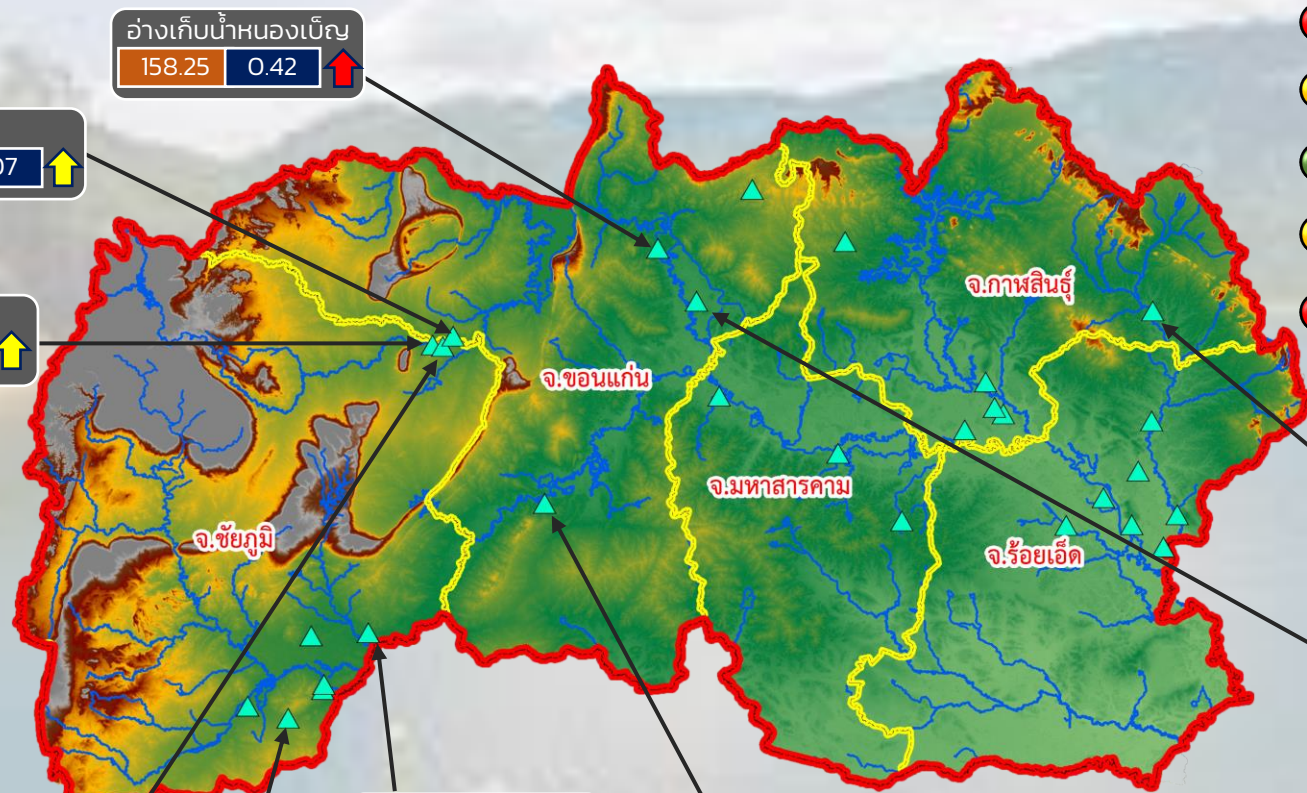 อ่างเก็บน้ำหนองเบ็ญ
158.25 0.42
07
จ.กาฬสินธุ์
จ.ขอนแก่น
จ.มหาสารคาม
จ.ชัยภูมิ
จ.ร้อยเอ็ด